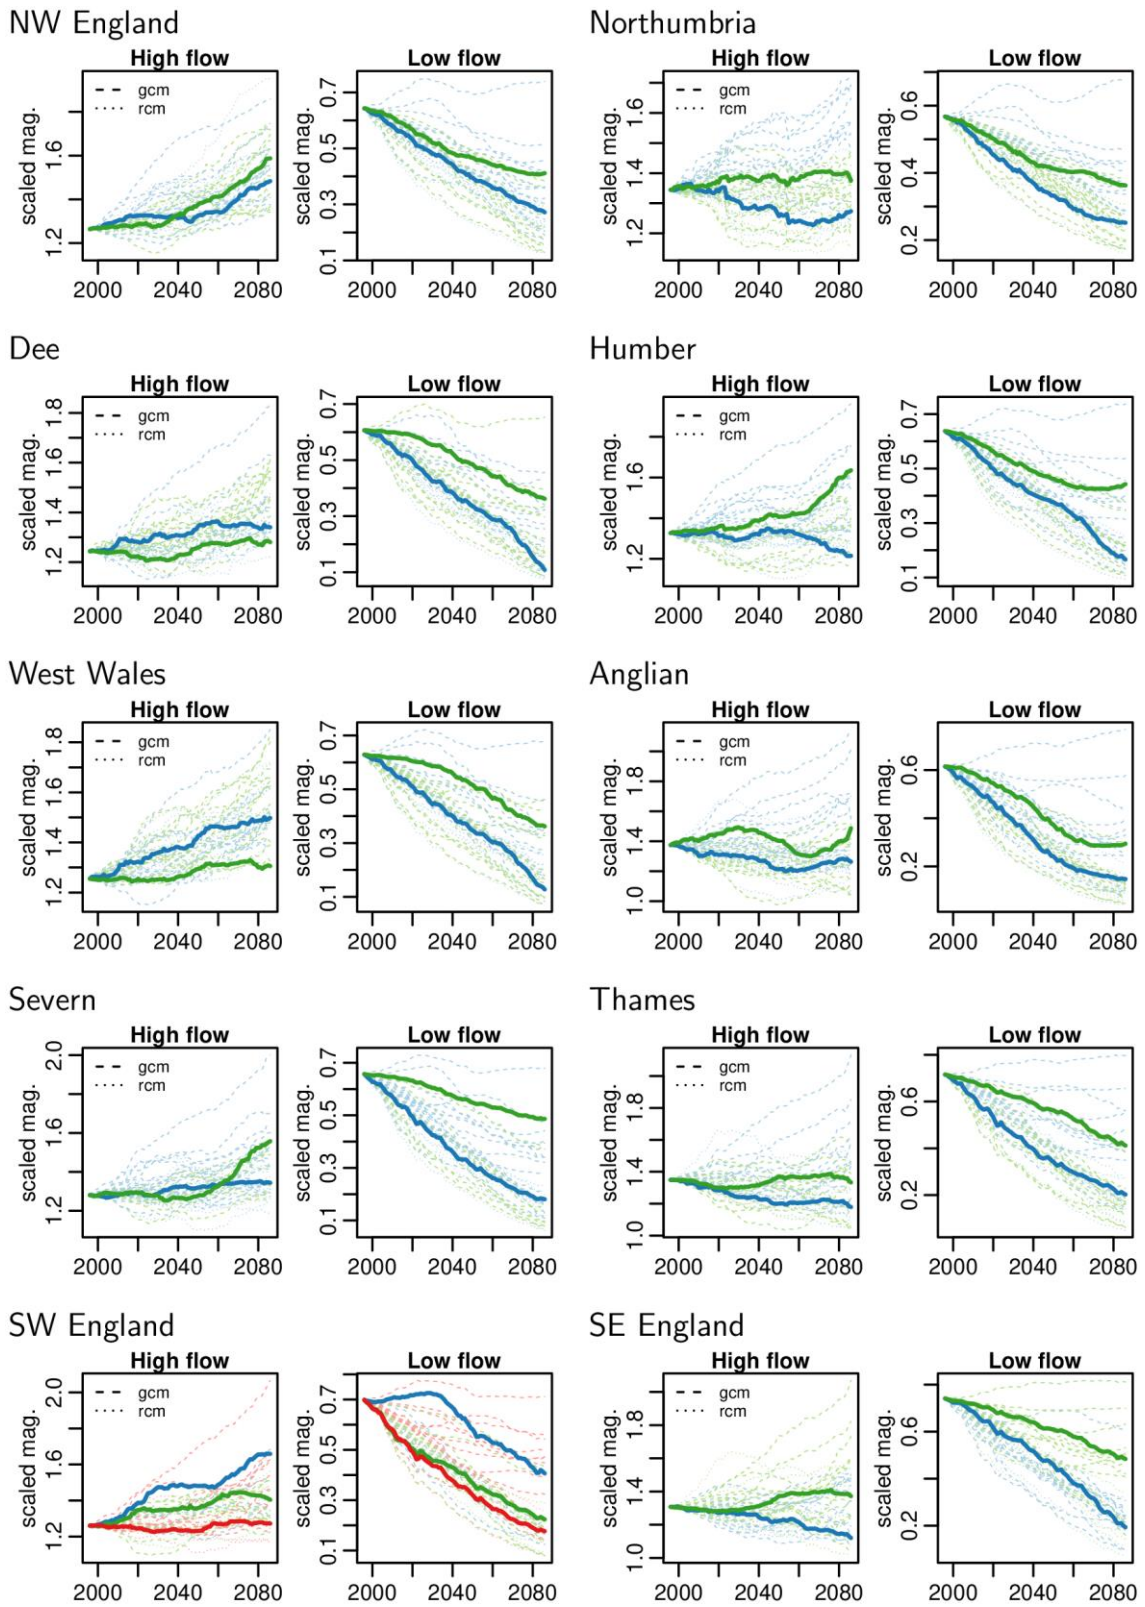 NW England
High flow
Low flow
scaled mag.
1.2 1.6
gcm
rcm
2000 2040 2080
scaled mag.
0.1 0.3 0.5 0.7
2000 2040 2080
Northumbria
High flow
Low flow
scaled mag.
1.2 1.4 1.6
gcm
rcm
2000 2040 2080
scaled mag.
0.2 0.4 0.6
2000 2040 2080
Dee
High flow
Low flow
scaled mag.
1.2 1.4 1.6 1.8
gcm
rcm
2000 2040 2080
scaled mag.
0.1 0.3 0.5 0.7
2000 2040 2080
Humber
High flow
Low flow
scaled mag.
1.2 1.6
gcm
rcm
2000 2040 2080
scaled mag.
0.1 0.3 0.5 0.7
2000 2040 2080
West Wales
High flow
Low flow
scaled mag.
1.2 1.4 1.6 1.8
gcm
rcm
2000 2040 2080
scaled mag.
0.1 0.3 0.5 0.7
2000 2040 2080
Anglian
High flow
Low flow
scaled mag.
1.0 1.4 1.8
gcm
rcm
2000 2040 2080
scaled mag.
0.2 0.6
2000 2040 2080
Severn
High flow
Low flow
scaled mag.
1.2 1.6 2.0
gcm
rcm
2000 2040 2080
scaled mag.
0.1 0.3 0.5 0.7
2000 2040 2080
Thames
High flow
Low flow
scaled mag.
1.0 1.4 1.8
gcm
rcm
2000 2040 2080
scaled mag.
0.2 0.6
2000 2040 2080
SW England
High flow
Low flow
scaled mag.
1.2 1.6 2.0
gcm
rcm
2000 2040 2080
scaled mag.
0.1 0.3 0.5 0.7
2000 2040 2080
SE England
High flow
Low flow
scaled mag.
1.0 1.4 1.8
gcm
rcm
2000 2040 2080
scaled mag.
0.2 0.6
2000 2040 2080